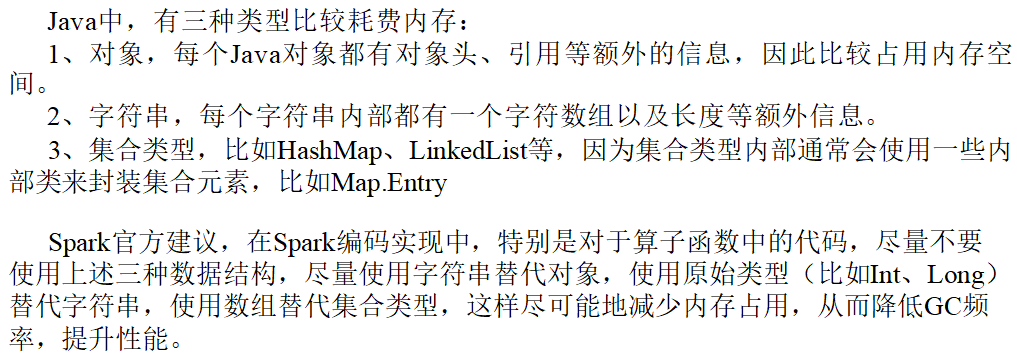 Java中，有三种类型比较耗费内存：
1、对象，每个Java对象都有对象头、引用等额外的信息，因此比较占用内存空
间。
2、字符串，每个字符串内部都有一个字符数组以及长度等额外信息。
3、集合类型，比如HashMap、LinkedList等，因为集合类型内部通常会使用一些内
部类来封装集合元素，比如Map.Entry
Spark官方建议，在Spark编码实现中，特别是对于算子函数中的代码，尽量不要
使用上述三种数据结构，尽量使用字符串替代对象，使用原始类型（比如Int、Long）
替代字符串，使用数组替代集合类型，这样尽可能地减少内存占用，从而降低GC频
率，提升性能。